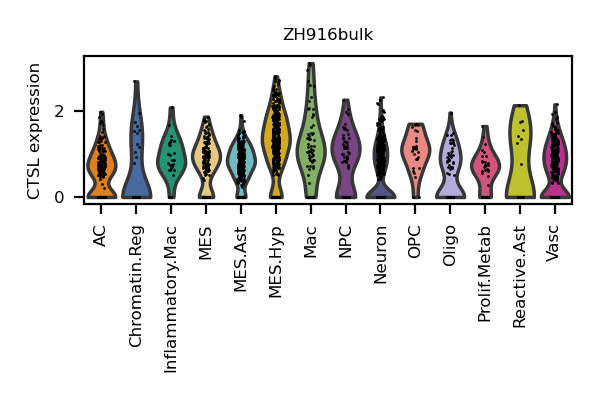 ZH916bulk
CTSL expression
2
0
AC
Chromatin.Reg
Inflammatory.Mac
MES
MES.Ast
MES.Hyp
Mac
NPC
Neuron
OPC
Oligo
Prolif.Metab
Reactive.Ast
Vasc